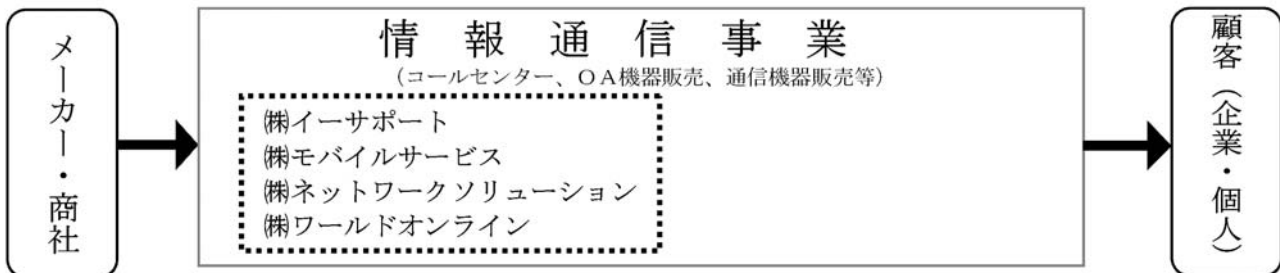 メーカー・商社
情報通信事業
（コールセンター、ＯＡ機器販売、通信機器販売等）
㈱イーサポート
㈱モバイルサービス
㈱ネットワークソリューション
㈱ワールドオンライン
顧客（企業・個人）